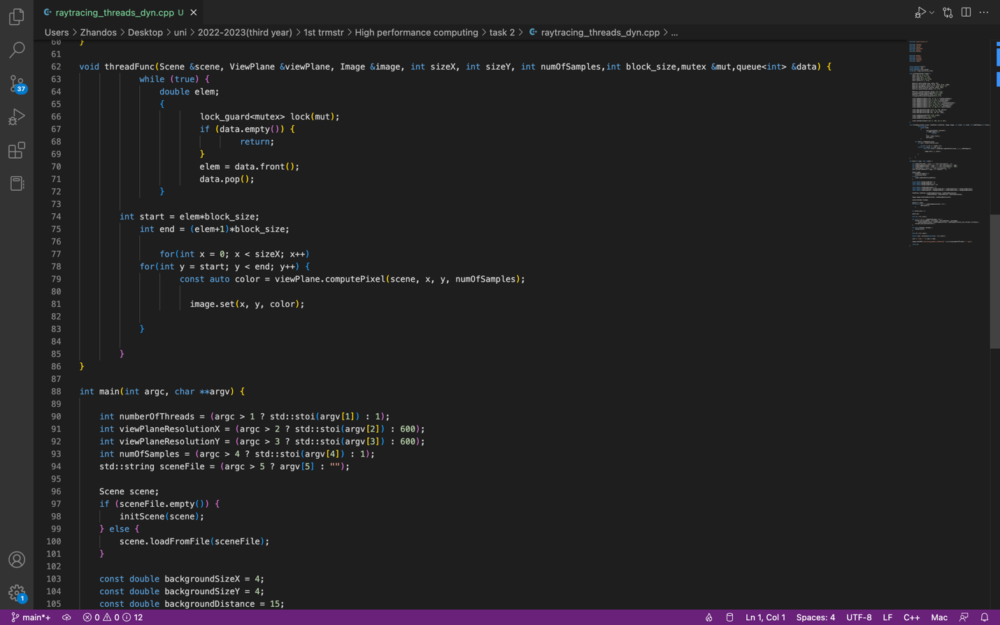 raytracing_threads_dyn.cpp U
Users > Zhandos > Desktop > uni > 2022-2023(third year) > 1st trmstr > High performance computing > task 2 > raytracing_threads_dyn.cpp > ...
60 }
61
62 void threadFunc(Scene &scene, ViewPlane &viewPlane, Image &image, int sizeX, int sizeY, int numOfSamples,int block_size,mutex &mut,queue<int> &data) {
63 while (true) {
64 double elem;
65 {
66 lock_guard<mutex> lock(mut);
67 if (data.empty()) {
68 return;
69 }
70 elem = data.front();
71 data.pop();
72 }
73
74 int start = elem*block_size;
75 int end = (elem+1)*block_size;
76
77 for(int x = 0; x < sizeX; x++)
78 for(int y = start; y < end; y++) {
79 const auto color = viewPlane.computePixel(scene, x, y, numOfSamples);
80
81 image.set(x, y, color);
82
83 }
84
85 }
86 }
87
88 int main(int argc, char **argv) {
89
90 int numberOfThreads = (argc > 1 ? std::stoi(argv[1]) : 1);
91 int viewPlaneResolutionX = (argc > 2 ? std::stoi(argv[2]) : 600);
92 int viewPlaneResolutionY = (argc > 3 ? std::stoi(argv[3]) : 600);
93 int numOfSamples = (argc > 4 ? std::stoi(argv[4]) : 1);
94 std::string sceneFile = (argc > 5 ? argv[5] : "");
95
96 Scene scene;
97 if (sceneFile.empty()) {
98 initScene(scene);
99 } else {
100 scene.loadFromFile(sceneFile);
101 }
102
103 const double backgroundSizeX = 4;
104 const double backgroundSizeY = 4;
105 const double backgroundDistance = 15;
37
1
main*+ 0 0 12 Ln 1, Col 1 Spaces: 4 UTF-8 LF C++ Mac